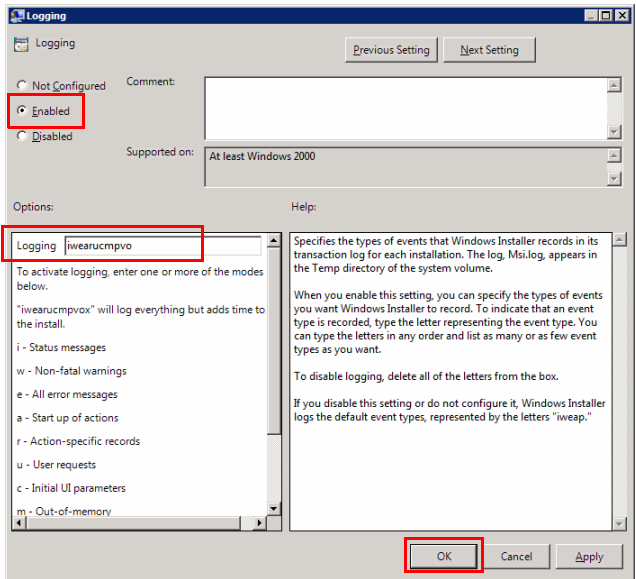 Logging
Logging
Previous Setting
Next Setting
Not Configured
Comment:
Enabled
Disabled
Supported on:
At least Windows 2000
Options:
Help:
Logging iwearucmpvo
To activate logging, enter one or more of the modes
below.
"iwearucmpvox" will log everything but adds time to
the install.
i - Status messages
w - Non-fatal warnings
e - All error messages
a - Start up of actions
r - Action-specific records
u - User requests
c - Initial UI parameters
m - Out-of-memory
Specifies the types of events that Windows Installer records in its
transaction log for each installation. The log, Msi.log, appears in
the Temp directory of the system volume.
When you enable this setting, you can specify the types of events
you want Windows Installer to record. To indicate that an event
type is recorded, type the letter representing the event type. You
can type the letters in any order and list as many or as few event
types as you want.
To disable logging, delete all of the letters from the box.
If you disable this setting or do not configure it, Windows Installer
logs the default event types, represented by the letters "iweap."
OK
Cancel
Apply